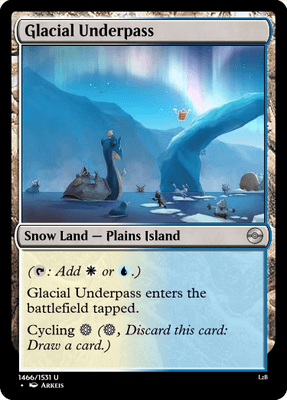 Glacial Underpass
Snow Land — Plains Island
(: Add or .)
Glacial Underpass enters the
battlefield tapped.
Cycling (, Discard this card:
Draw a card.)
1466/1531 U
• Arkeis
LzB